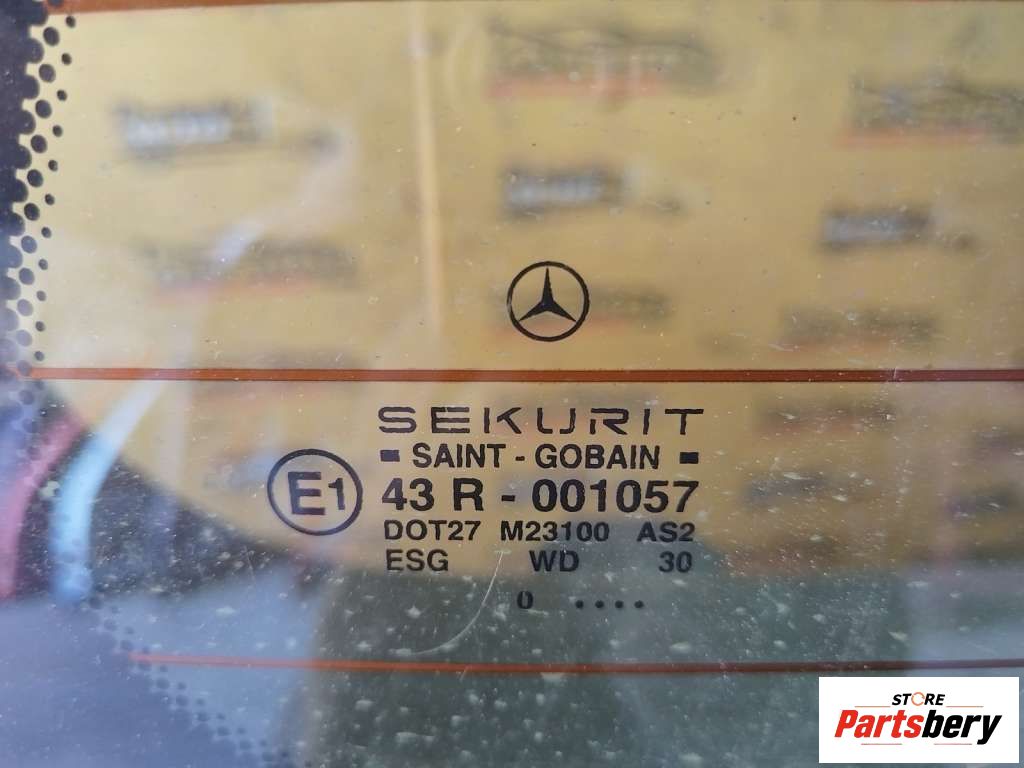 SEKURIT
SAINT - GOBAIN
E1 43 R - 001057
DOT27 M23100 AS2
ESG WD 30
0 ····
STORE
Partsbery